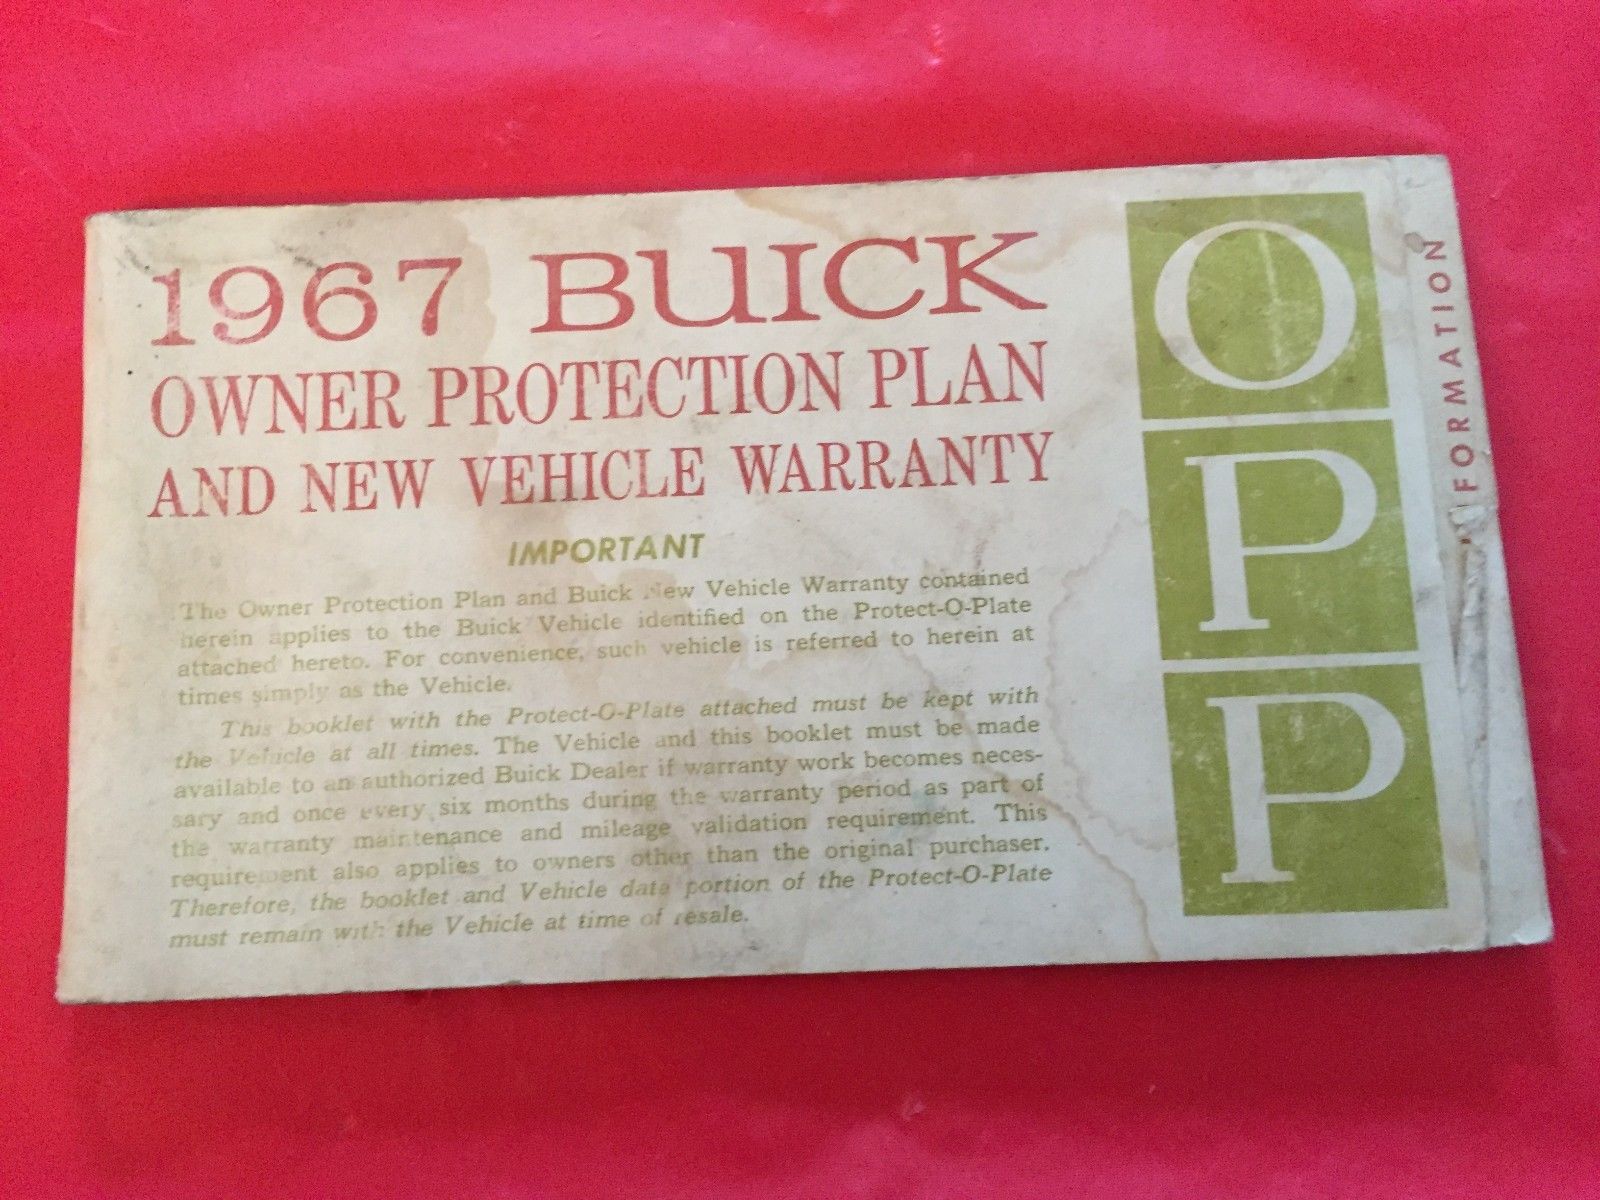 1967 BUICK
OWNER PROTECTION PLAN
AND NEW VEHICLE WARRANTY
IMPORTANT
The Owner Protection Plan and Buick New Vehicle Warranty contained
herein applies to the Buick Vehicle identified on the Protect-O-Plate
attached hereto. For convenience, such vehicle is referred to herein at
times simply as the Vehicle.
This booklet with the Protect-O-Plate attached must be kept with
the Vehicle at all times. The Vehicle and this booklet must be made
available to an authorized Buick Dealer if warranty work becomes neces-
sary and once every six months during the warranty period as part of
the warranty maintenance and mileage validation requirement. This
requirement also applies to owners other than the original purchaser.
Therefore, the booklet and Vehicle data portion of the Protect-O-Plate
must remain with the Vehicle at time of resale.
O
P
P
FORMATION